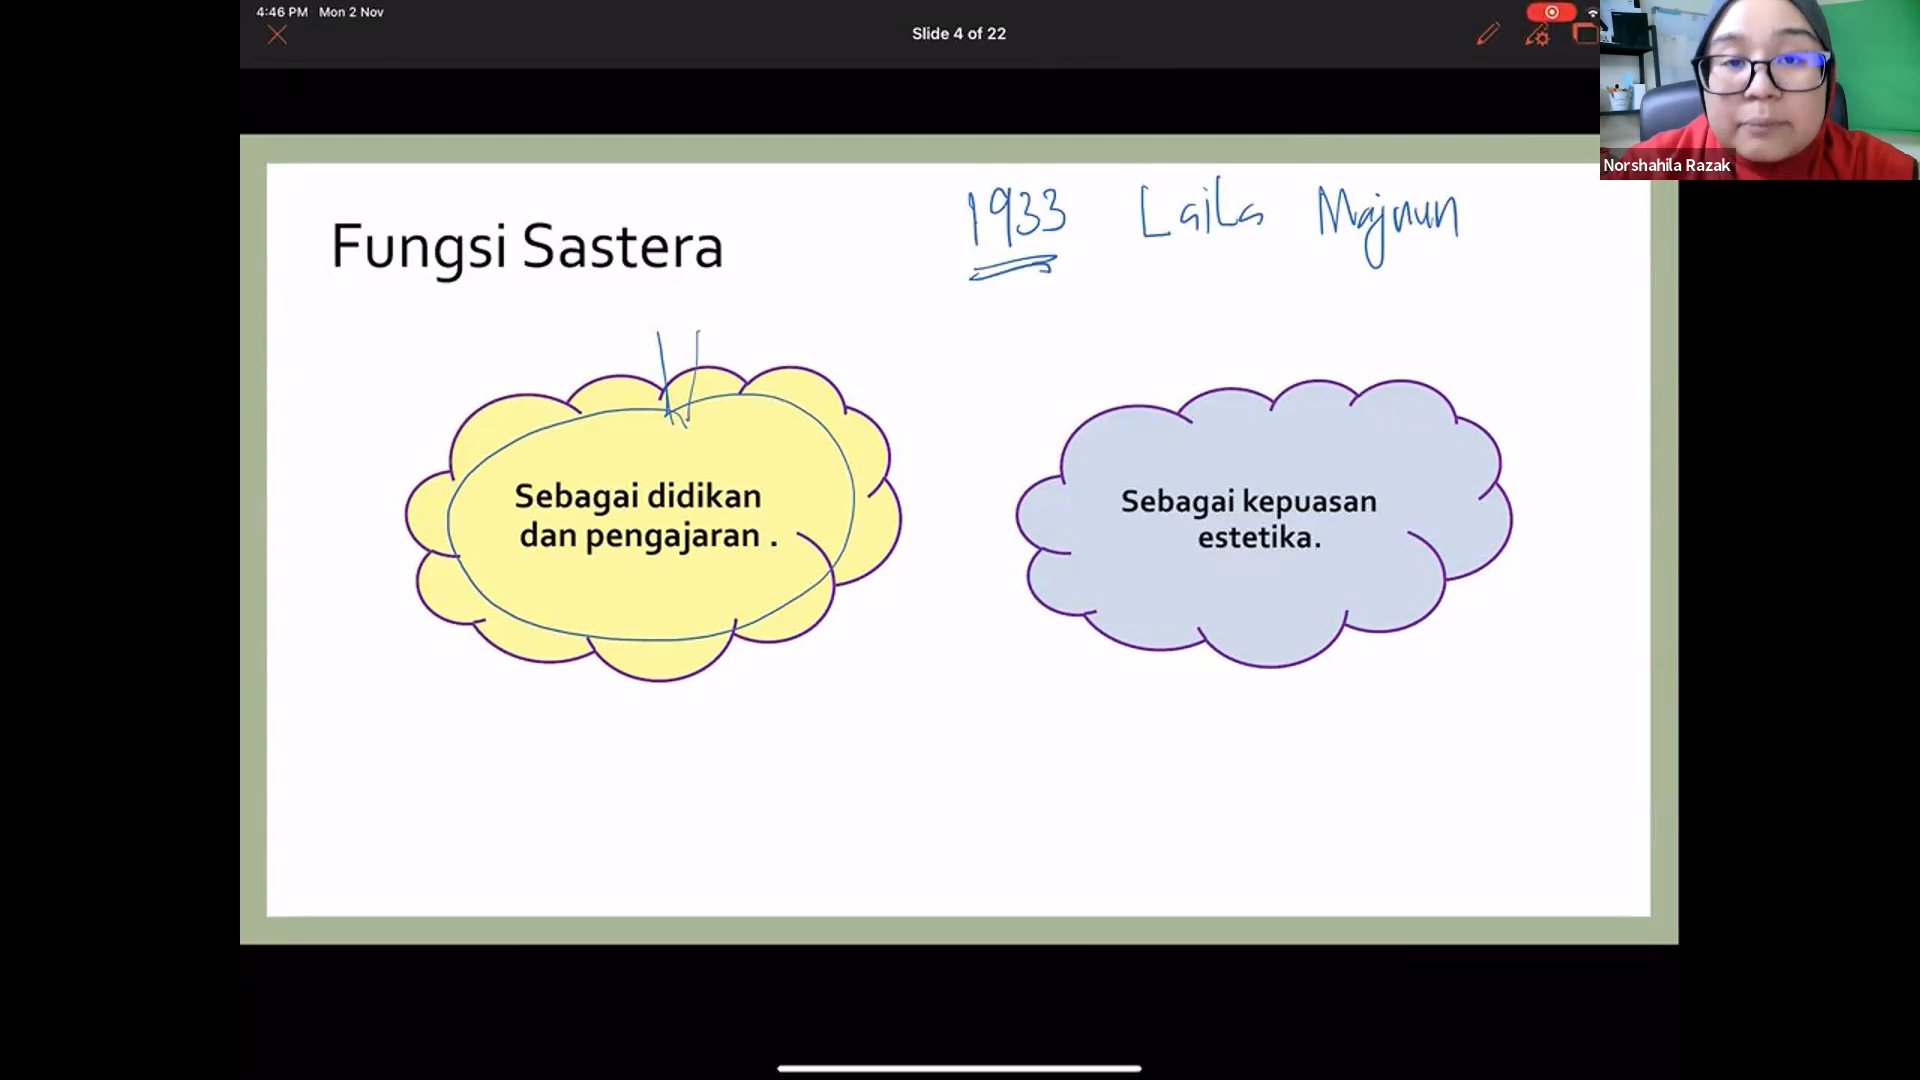 4:46 PM Mon 2 Nov
Slide 4 of 22
Norshahila Razak
1933 Laila Majnun
Fungsi Sastera
Sebagai didikan
dan pengajaran .
Sebagai kepuasan
estetika.